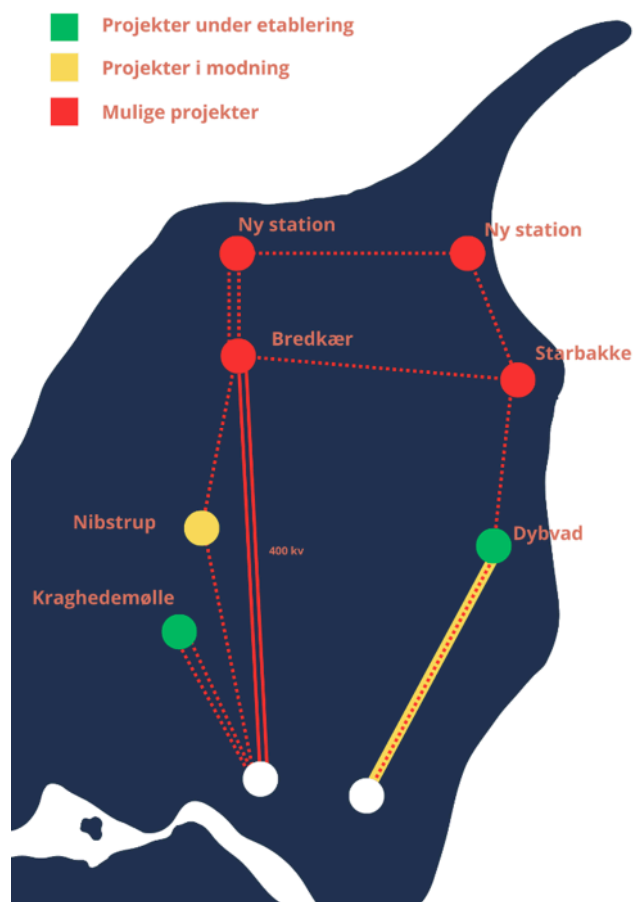 Projekter under etablering
Projekter i modning
Mulige projekter
Ny station
Ny station
Bredkær
Starbakke
Nibstrup
Dybvad
400 kv
Kraghedemølle